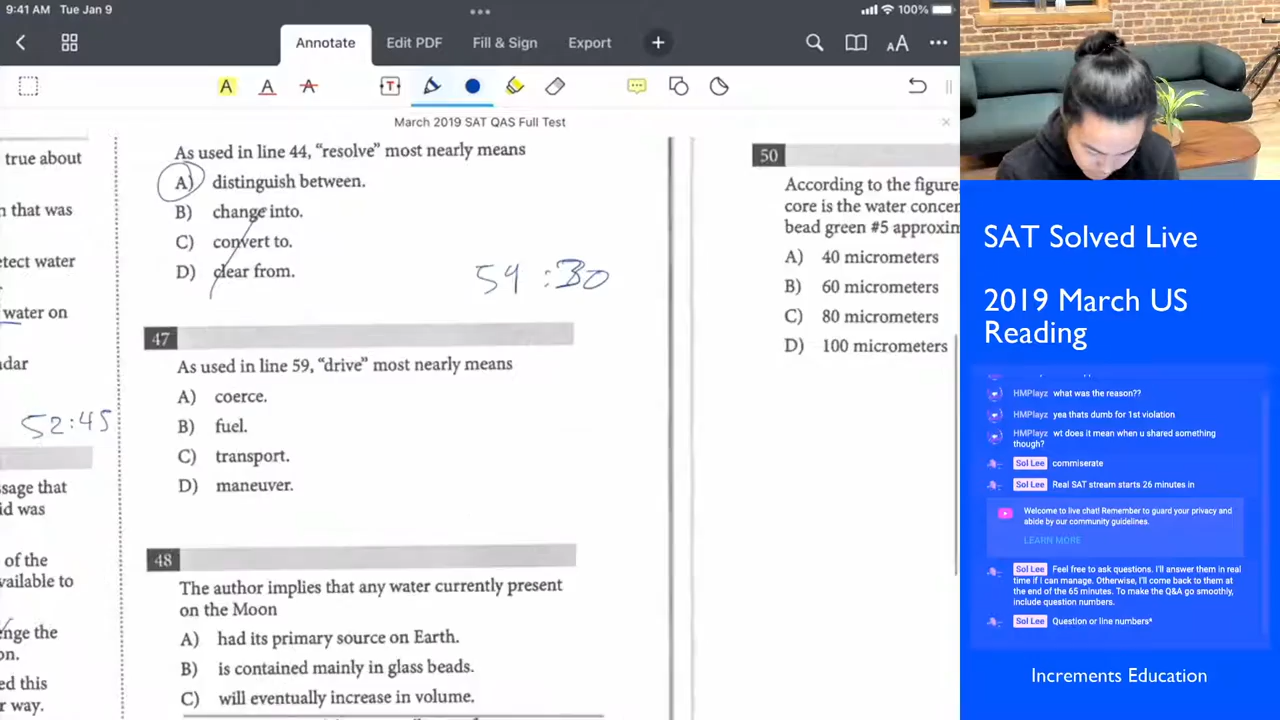 9:41 AM Tue Jan 9
100%
Annotate
Edit PDF
Fill & Sign
Export
March 2019 SAT QAS Full Test
true about
n that was
etect water
water on
dar
52:45
ssage that
id was
of the
vailable to
enge the
on.
ed this
r way.
As used in line 44, “resolve” most nearly means
A) distinguish between.
B) change into.
C) convert to.
D) clear from.
54:30
47
As used in line 59, “drive” most nearly means
A) coerce.
B) fuel.
C) transport.
D) maneuver.
48
The author implies that any water currently present
on the Moon
A) had its primary source on Earth.
B) is contained mainly in glass beads.
C) will eventually increase in volume.
50
According to the figure,
core is the water concen
bead green #5 approxin
A) 40 micrometers
B) 60 micrometers
C) 80 micrometers
D) 100 micrometers
SAT Solved Live
2019 March US
Reading
HMPlayz what was the reason??
HMPlayz yea thats dumb for 1st violation
HMPlayz wt does it mean when u shared something
though?
Sol Lee commiserate
Sol Lee Real SAT stream starts 26 minutes in
Welcome to live chat! Remember to guard your privacy and
abide by our community guidelines.
LEARN MORE
Sol Lee Feel free to ask questions. I'll answer them in real
time if I can manage. Otherwise, I'll come back to them at
the end of the 65 minutes. To make the Q&A go smoothly,
include question numbers.
Sol Lee Question or line numbers*
Increments Education